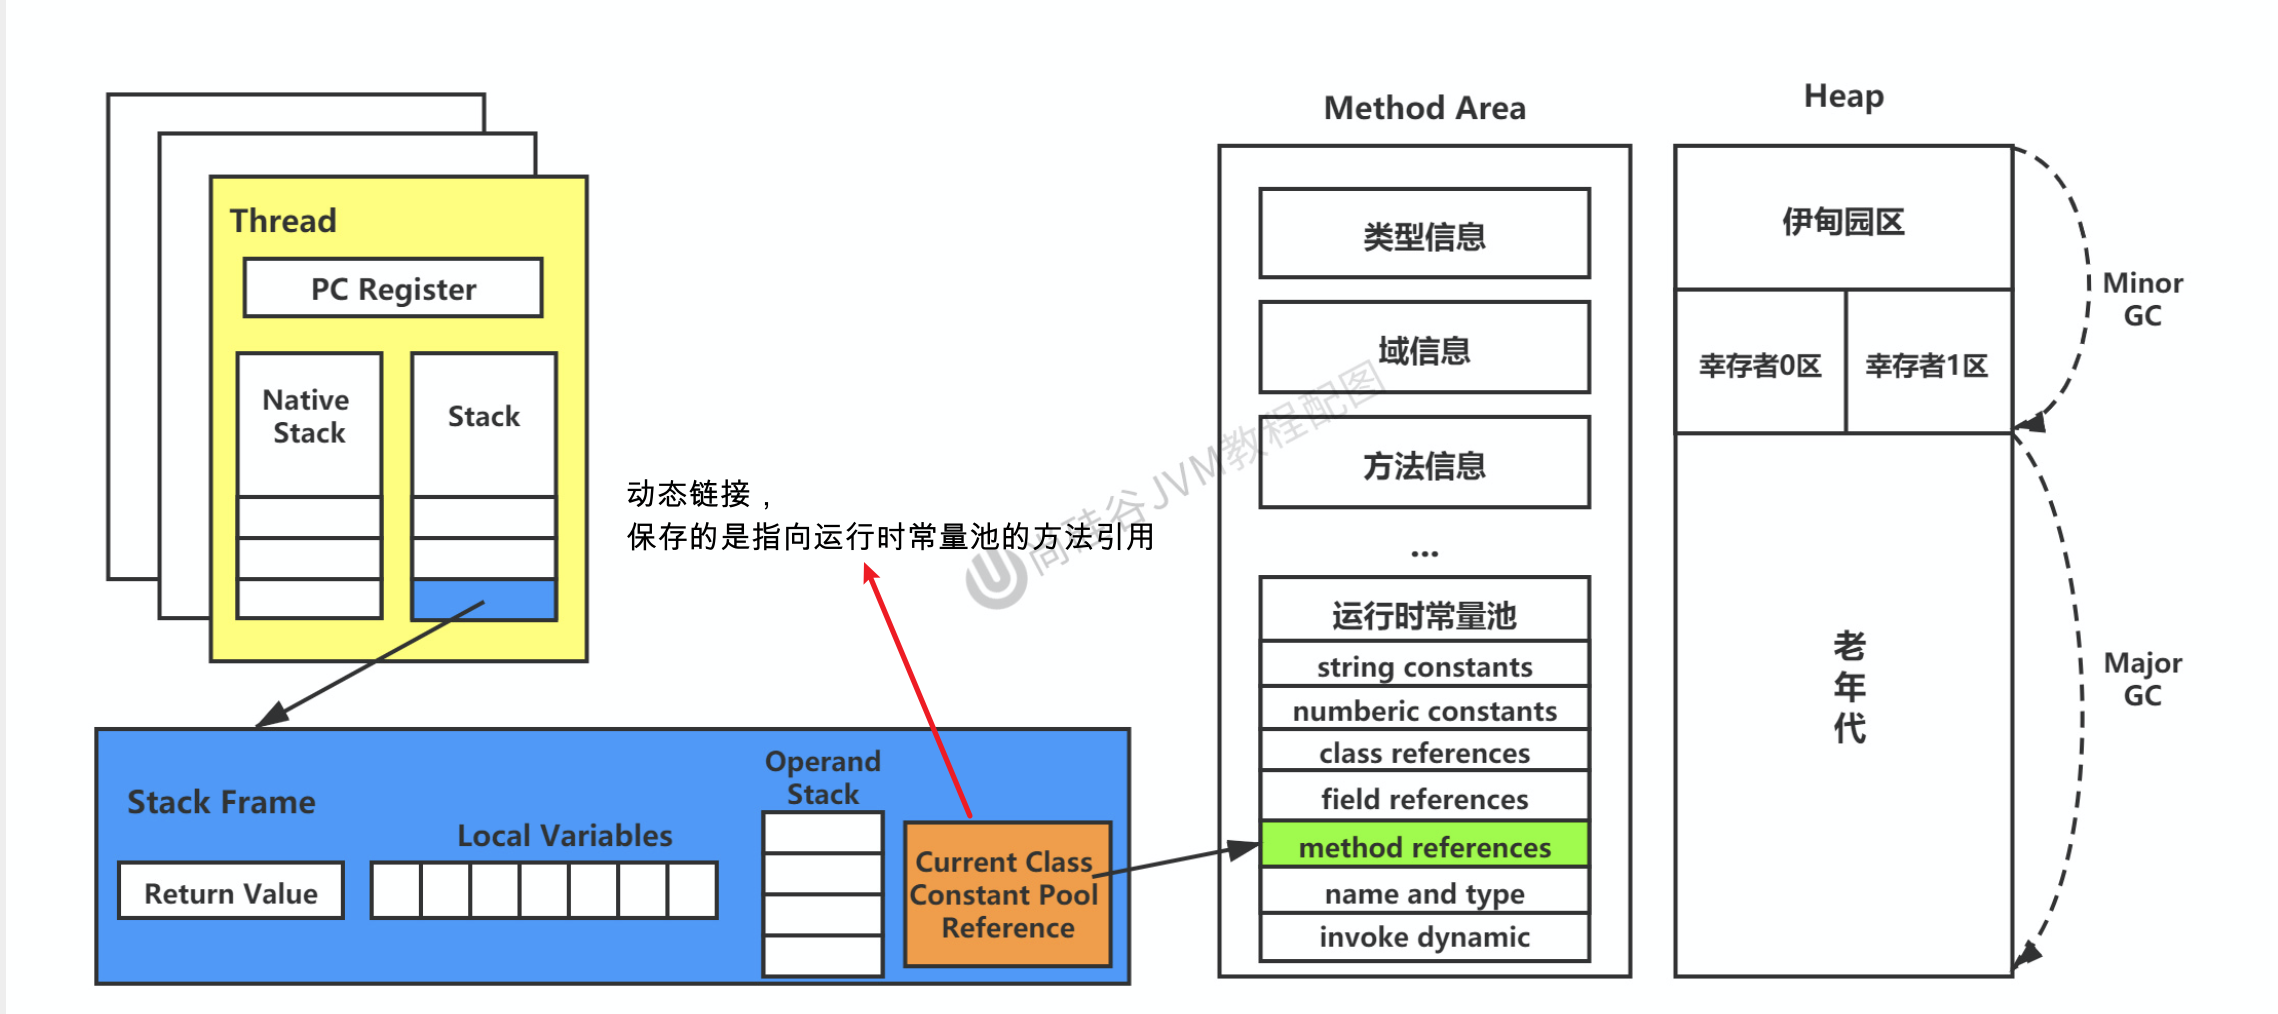 Thread
PC Register
Native
Stack
Stack
动态链接，
保存的是指向运行时常量池的方法引用
Stack Frame
Return Value
Local Variables
Operand
Stack
Current Class
Constant Pool
Reference
Method Area
类型信息
域信息
方法信息
...
运行时常量池
string constants
numberic constants
class references
field references
method references
name and type
invoke dynamic
Heap
伊甸园区
幸存者0区
幸存者1区
老
年
代
Minor
GC
Major
GC
尚硅谷JVM教程配图